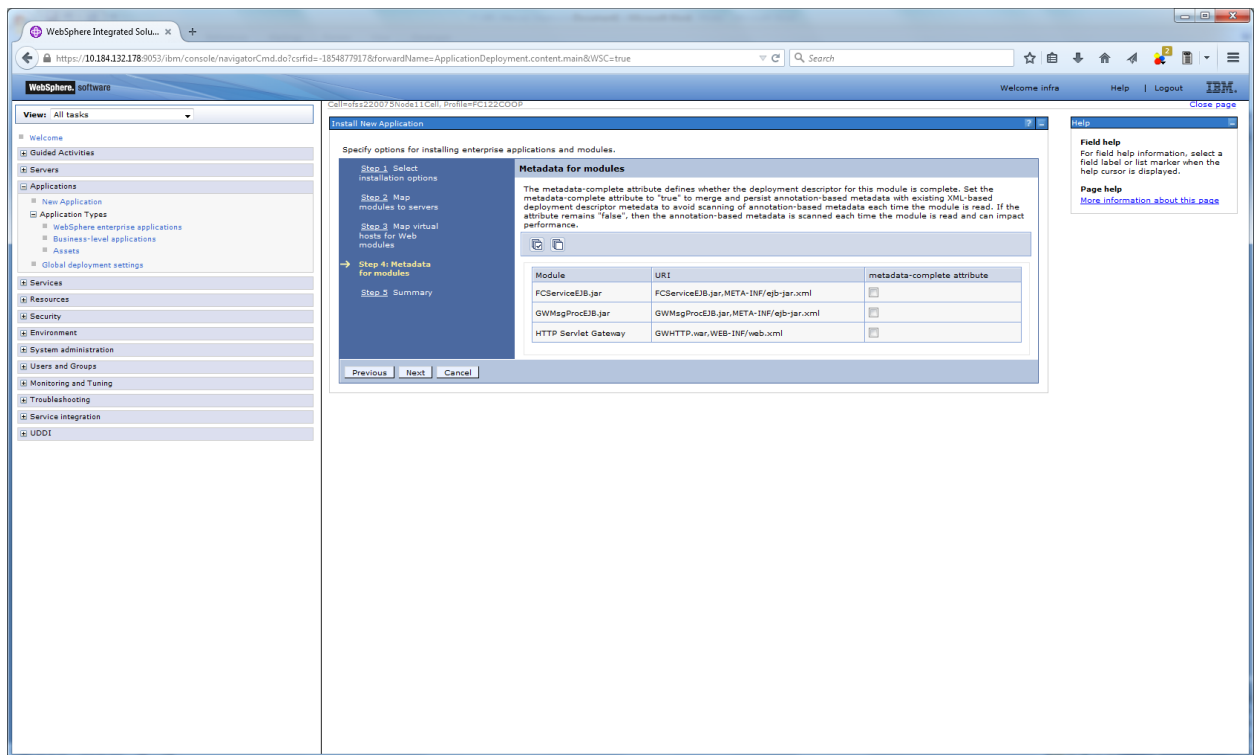 WebSphere Integrated Solu... × +
https://10.184.132.178:9053/ibm/console/navigatorCmd.do?csrfid=-1854877917&forwardName=ApplicationDeployment.content.main&WSC=true
Search
2
WebSphere. software
Welcome infra
Help | Logout
IBM.
View: All tasks
Welcome
Guided Activities
Servers
Applications
New Application
Application Types
WebSphere enterprise applications
Business-level applications
Assets
Global deployment settings
Services
Resources
Security
Environment
System administration
Users and Groups
Monitoring and Tuning
Troubleshooting
Service integration
UDDI
Cell=ofss220075Node11Cell, Profile=FC122COOP
Close page
Install New Application
Specify options for installing enterprise applications and modules.
Step 1 Select
installation options
Step 2 Map
modules to servers
Step 3 Map virtual
hosts for Web
modules
Step 4: Metadata
for modules
Step 5 Summary
Metadata for modules
The metadata-complete attribute defines whether the deployment descriptor for this module is complete. Set the
metadata-complete attribute to "true" to merge and persist annotation-based metadata with existing XML-based
deployment descriptor metedata to avoid scanning of annotation-based metadata each time the module is read. If the
attribute remains "false", then the annotation-based metadata is scanned each time the module is read and can impact
performance.
Module URI metadata-complete attribute
FCServiceEJB.jar FCServiceEJB.jar,META-INF/ejb-jar.xml
GWMsgProcEJB.jar GWMsgProcEJB.jar,META-INF/ejb-jar.xml
HTTP Servlet Gateway GWHTTP.war,WEB-INF/web.xml
Previous Next Cancel
Help
Field help
For field help information, select a
field label or list marker when the
help cursor is displayed.
Page help
More information about this page